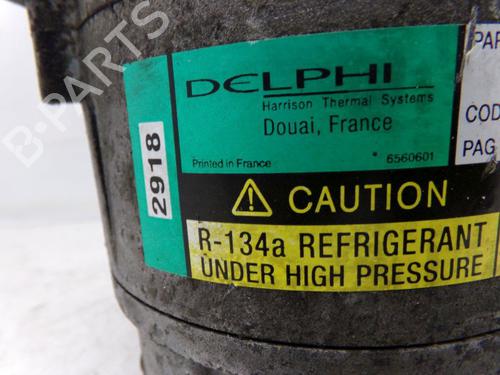 DELPHI
Harrison Thermal Systems
Douai, France
Printed in France
* 6560601
2918
PAR
COD
PAG
⚠ CAUTION
R-134a REFRIGERANT
UNDER HIGH PRESSURE
B-PARTS